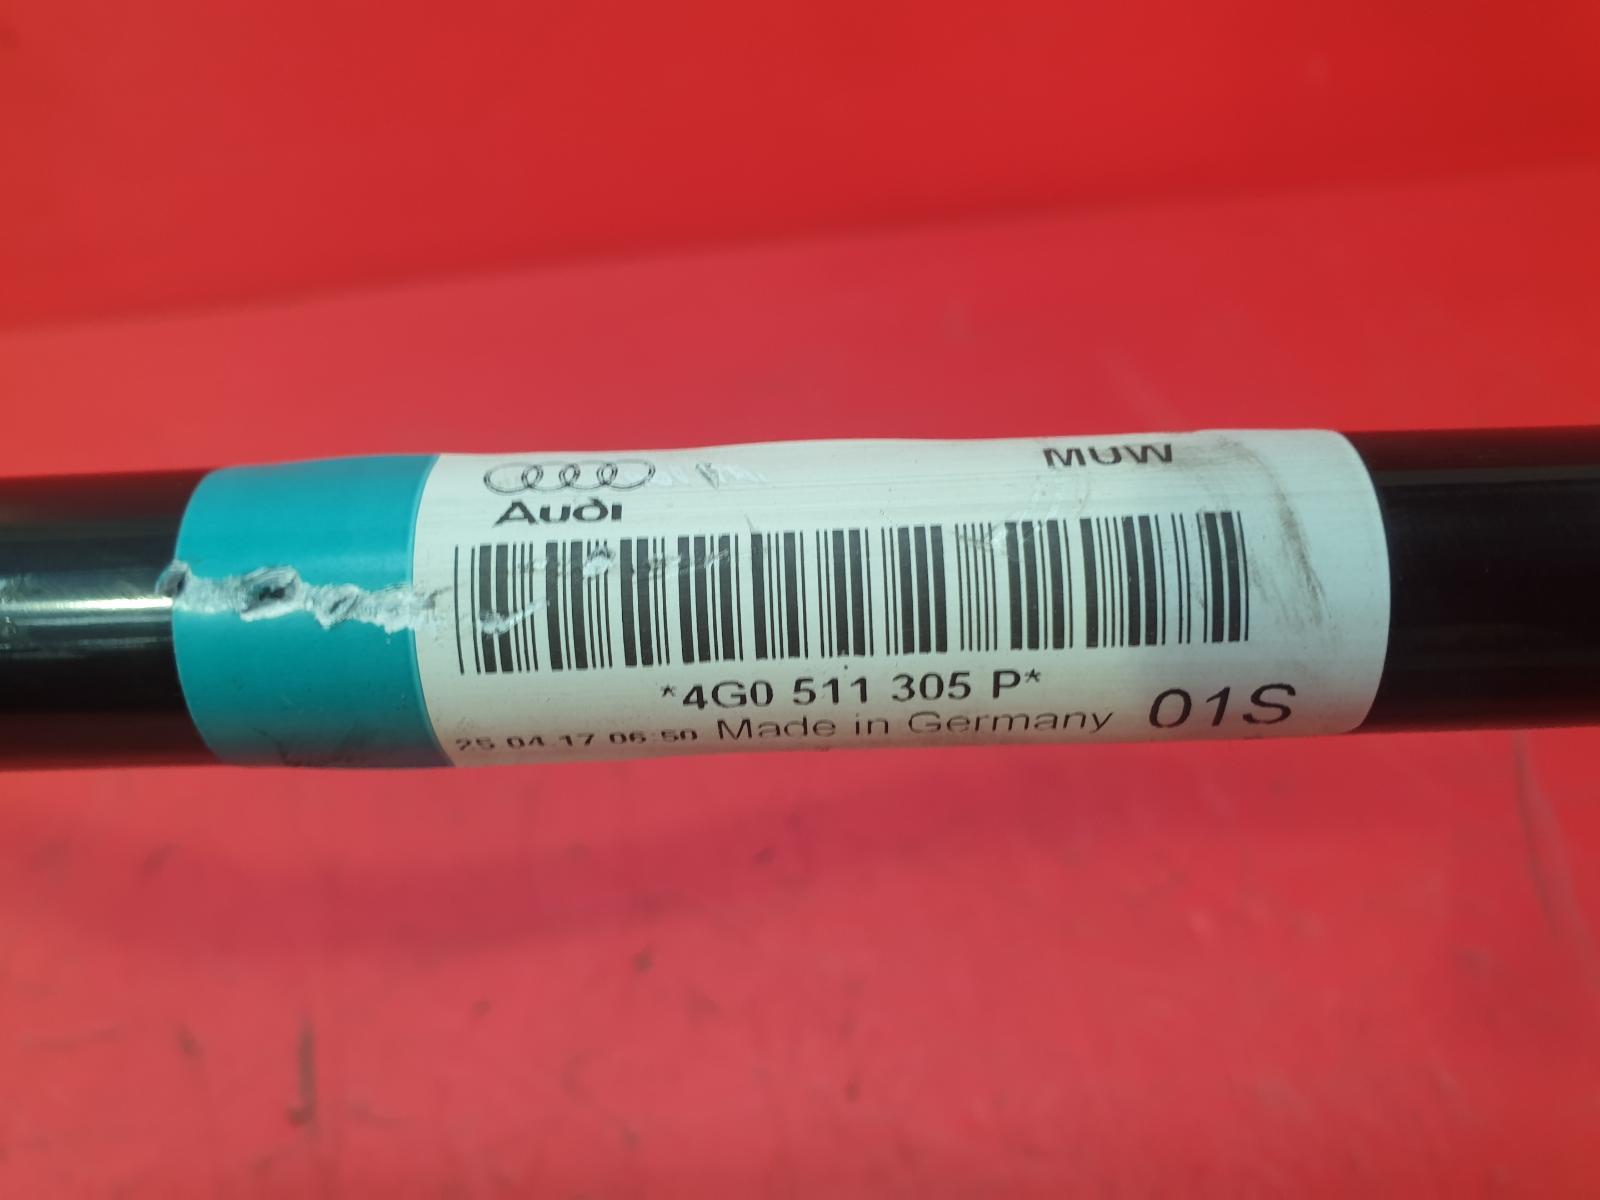 MUW
Audi
*4G0 511 305 P*
25.04.17 06:50 Made in Germany 01S